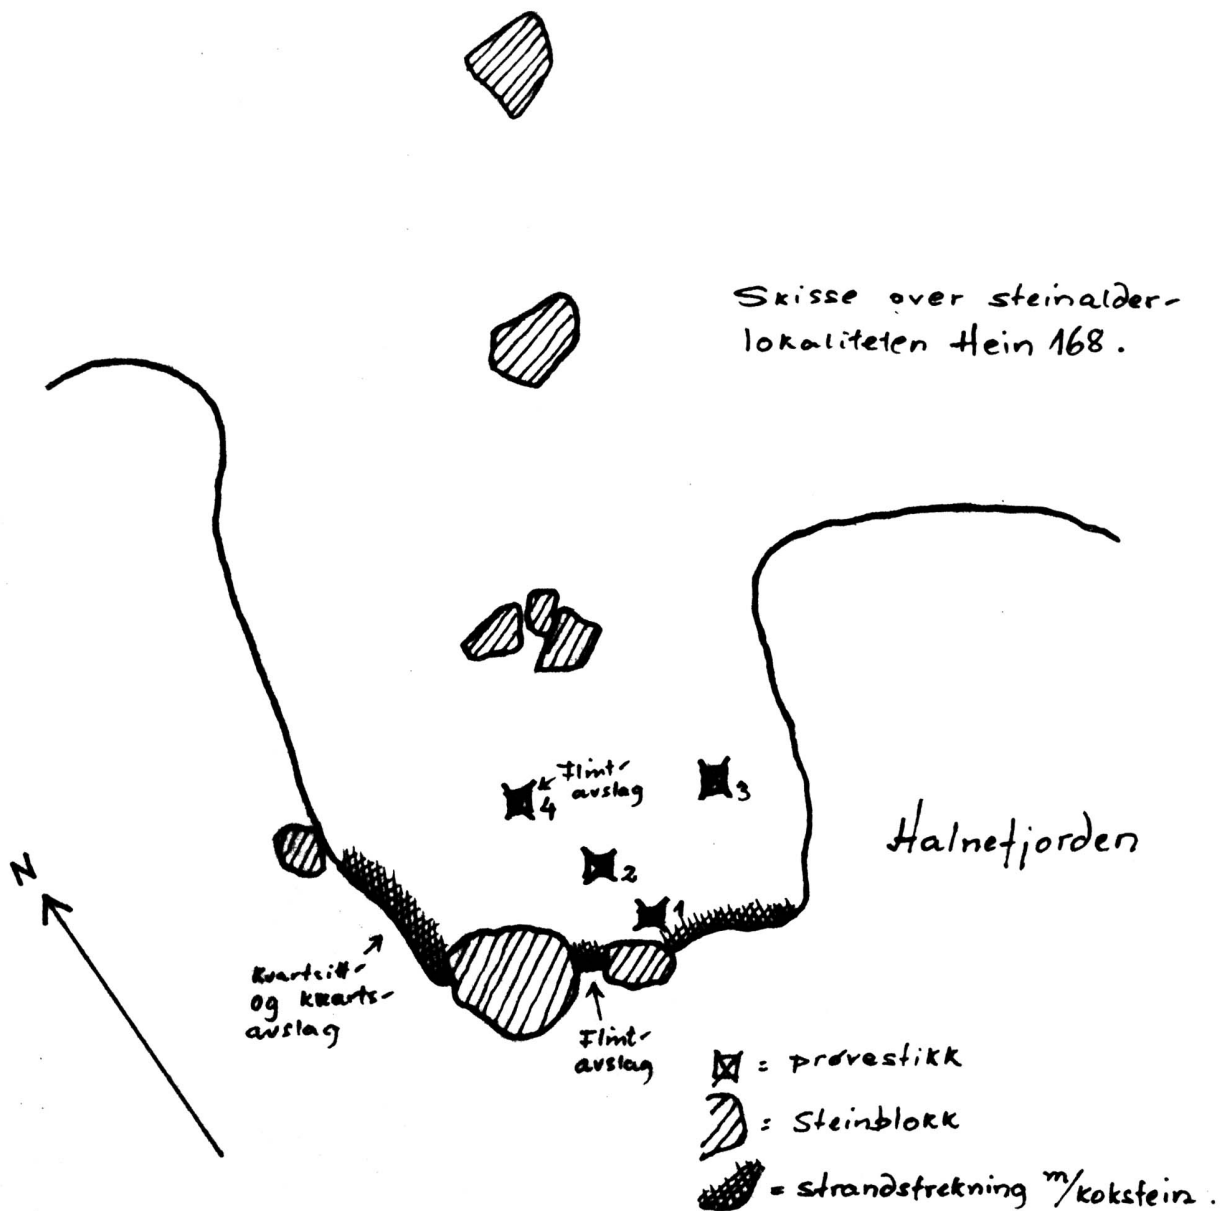 Skisse over steinalder-
lokaliteten Hein 168.
Flint-
avslag
4
3
2
1
Halnefjorden
N
Kvartsitt-
og kvarts-
avslag
Flint-
avslag
= prøvestikk
= Steinblokk
= strandstrekning m/kokstein.